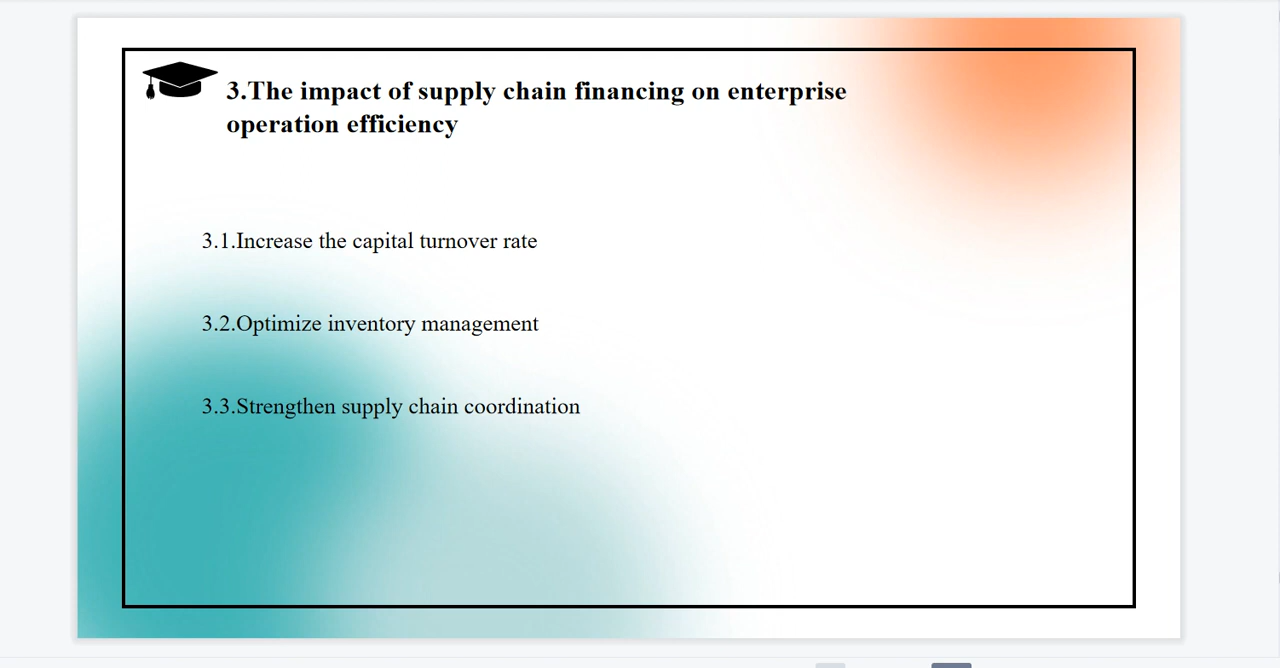 3.The impact of supply chain financing on enterprise
operation efficiency
3.1.Increase the capital turnover rate
3.2.Optimize inventory management
3.3.Strengthen supply chain coordination